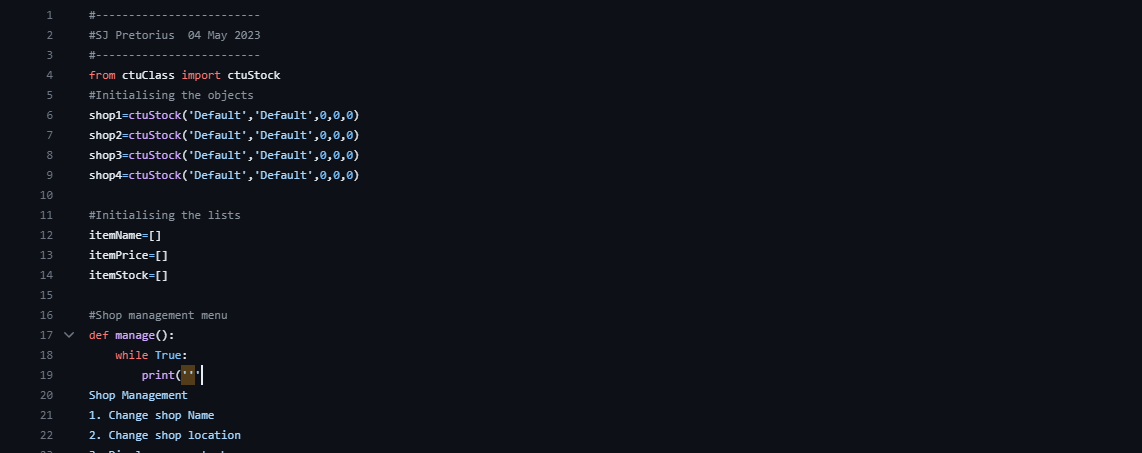 1 #-------------------------
2 #SJ Pretorius  04 May 2023
3 #-------------------------
4 from ctuClass import ctuStock
5 #Initialising the objects
6 shop1=ctuStock('Default','Default',0,0,0)
7 shop2=ctuStock('Default','Default',0,0,0)
8 shop3=ctuStock('Default','Default',0,0,0)
9 shop4=ctuStock('Default','Default',0,0,0)
10
11 #Initialising the lists
12 itemName=[]
13 itemPrice=[]
14 itemStock=[]
15
16 #Shop management menu
17 def manage():
18     while True:
19         print('''
20 Shop Management
21 1. Change shop Name
22 2. Change shop location